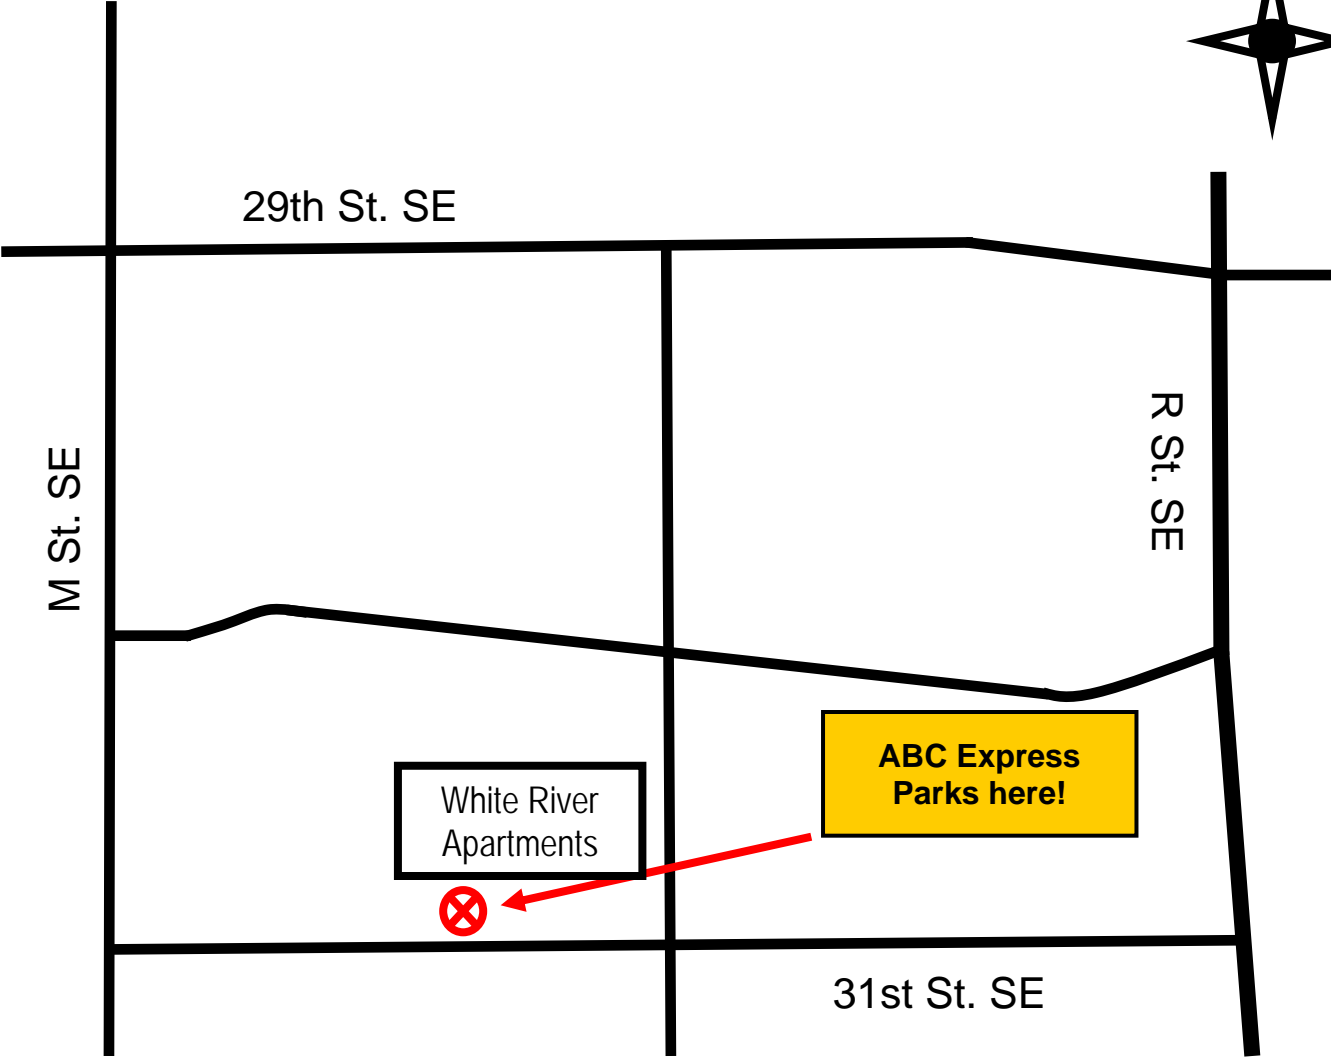 29th St. SE
R St. SE
M St. SE
ABC Express
Parks here!
White River
Apartments
31st St. SE